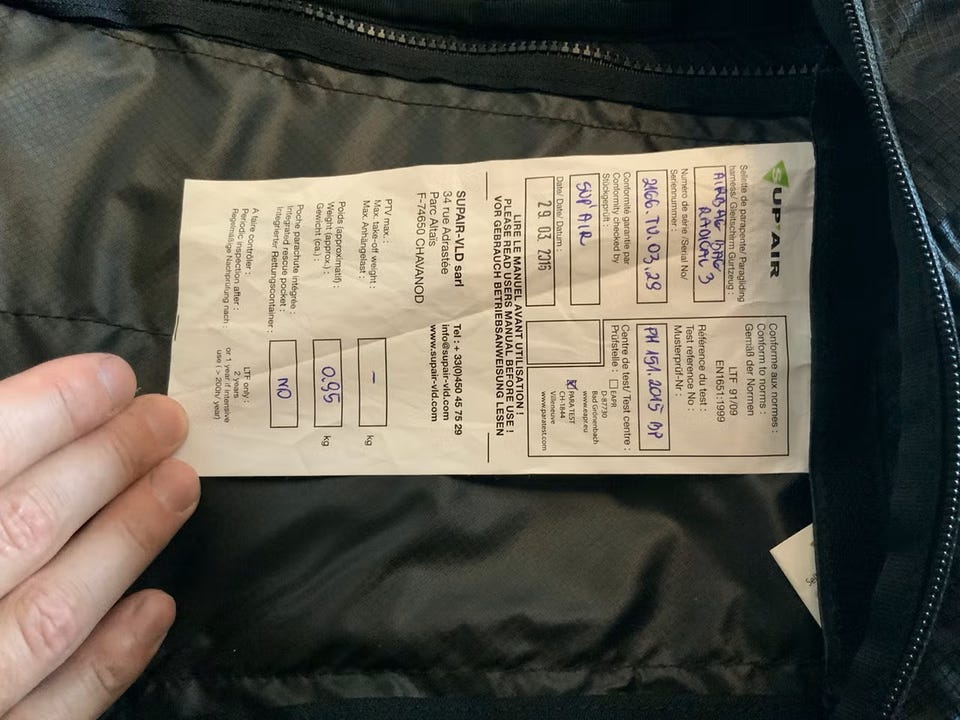 SUP'AIR
Sellette de parapente/ Paragliding
harness/ Gleitschirm Gurtzeug :
AIRBAG BAG
RADICAL 3
Numéro de série /Serial No/
Seriennummer :
2166.TV.03.29
Conformité garantie par
Conformity checked by
Stückgeprüft :
SUP'AIR
Date/ Date/ Datum :
29 03. 2016
Conforme aux normes :
Conform to norms :
Gemäß der Normen
LTF 91/09
EN1651:1999
Référence du test :
Test reference No :
Musterprüf-Nr :
PH 151.2015 BP
Centre de test/ Test centre :
Prüfstelle :
EAPR
D-87730
Bad Grönenbach
www.eapr.eu
PARA TEST
CH-1844
Villeneuve
www.paratest.com
LIRE LE MANUEL AVANT UTILISATION !
PLEASE READ USERS MANUAL BEFORE USE !
VOR GEBRAUCH BETRIEBSANWEISUNG LESEN
SUPAIR-VLD sarl
34 rue Adrastée
Parc Altaïs
F-74650 CHAVANOD
Tel :+ 33(0)450 45 75 29
info@supair-vld.com
www.supair-vld.com
PTV max. :
Max. take-off weight :
Max. Anhängelast :
– kg
Poids (approximatif) :
Weight (approx.) :
Gewicht (ca.) :
0.95 kg
Poche parachute intégrée :
Integrated rescue pocket :
Integrierter Rettungscontainer :
NO
A faire contrôler :
Periodic inspection after :
Regelmäßige Nachprüfung nach :
LTF only :
2 years
or 1 year if intensive
use ( > 200h/ year)